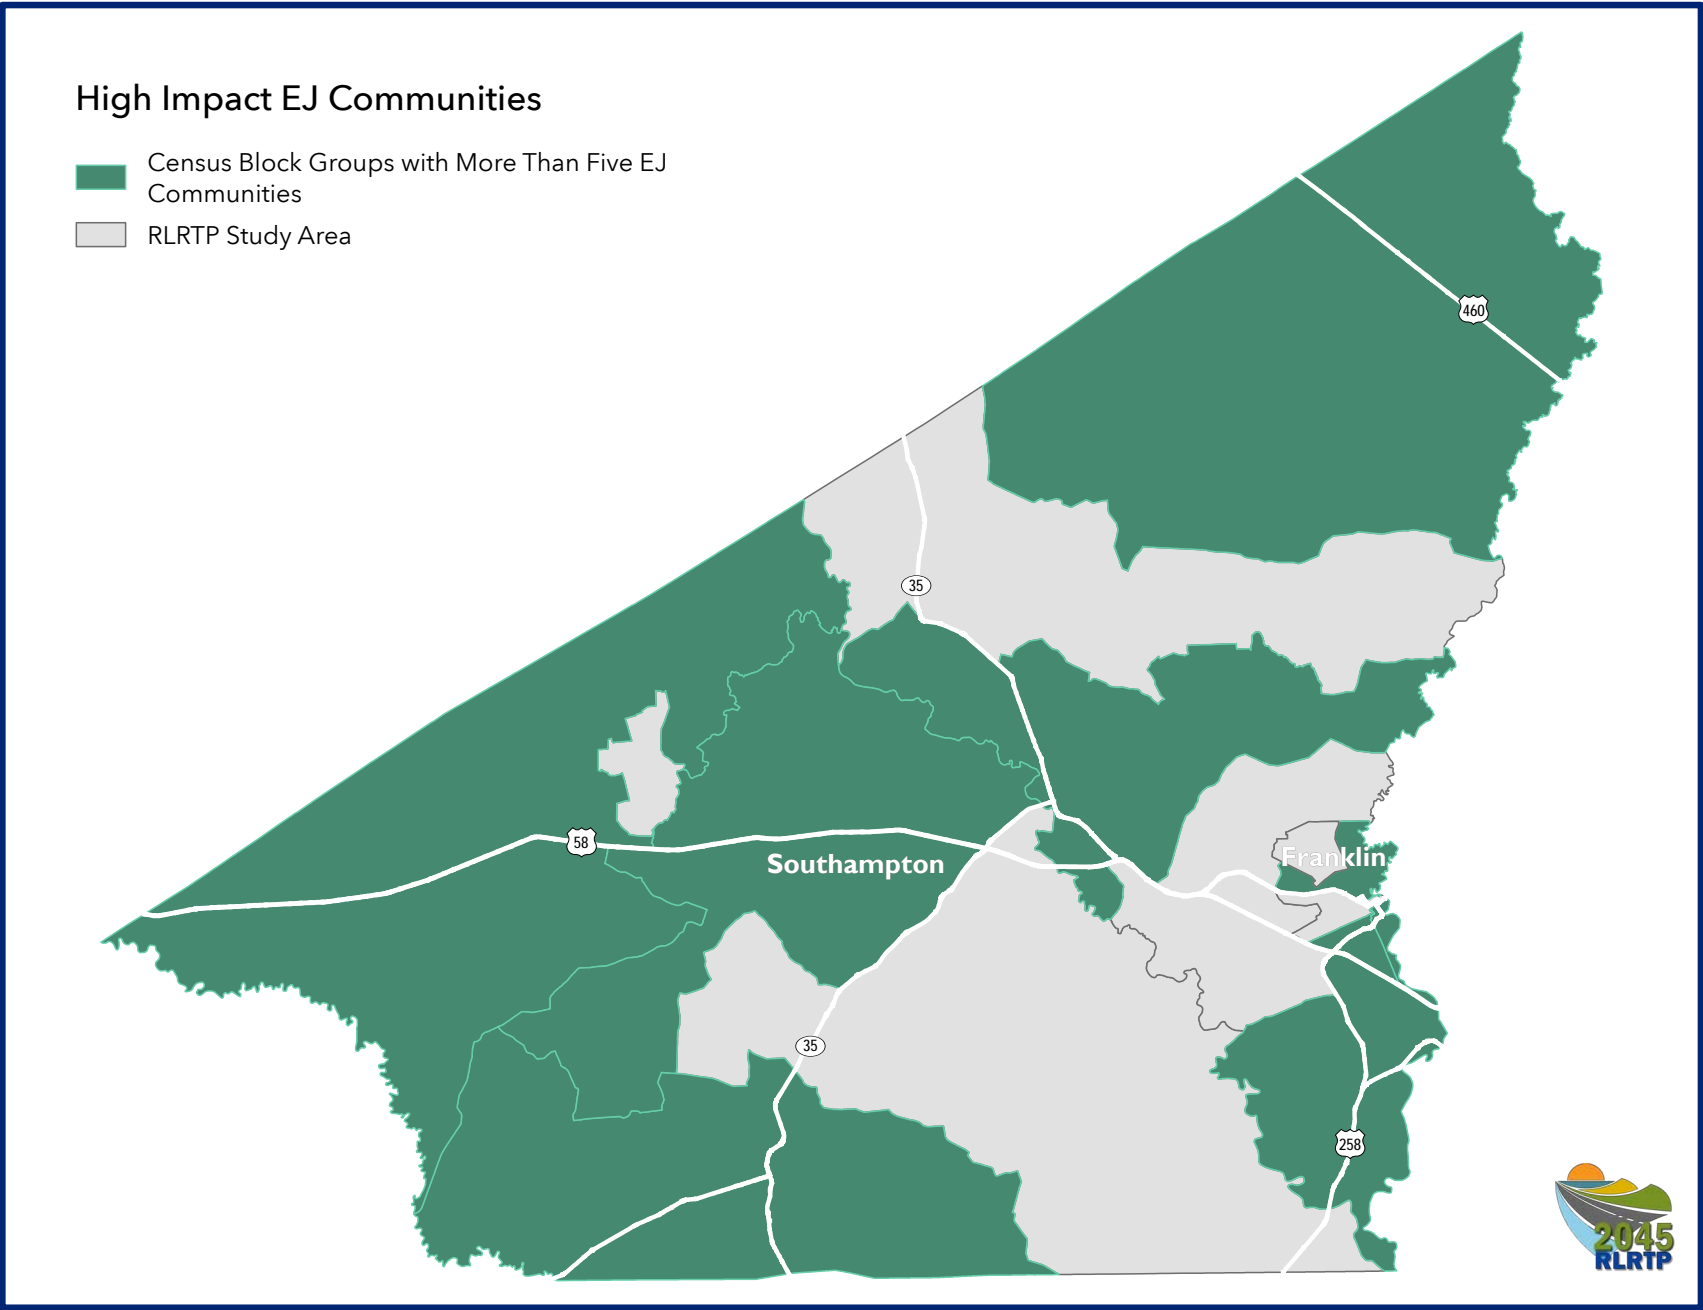 High Impact EJ Communities
Census Block Groups with More Than Five EJ
Communities
RLRTP Study Area
460
35
58
Southampton
Franklin
35
258
2045
RLRTP